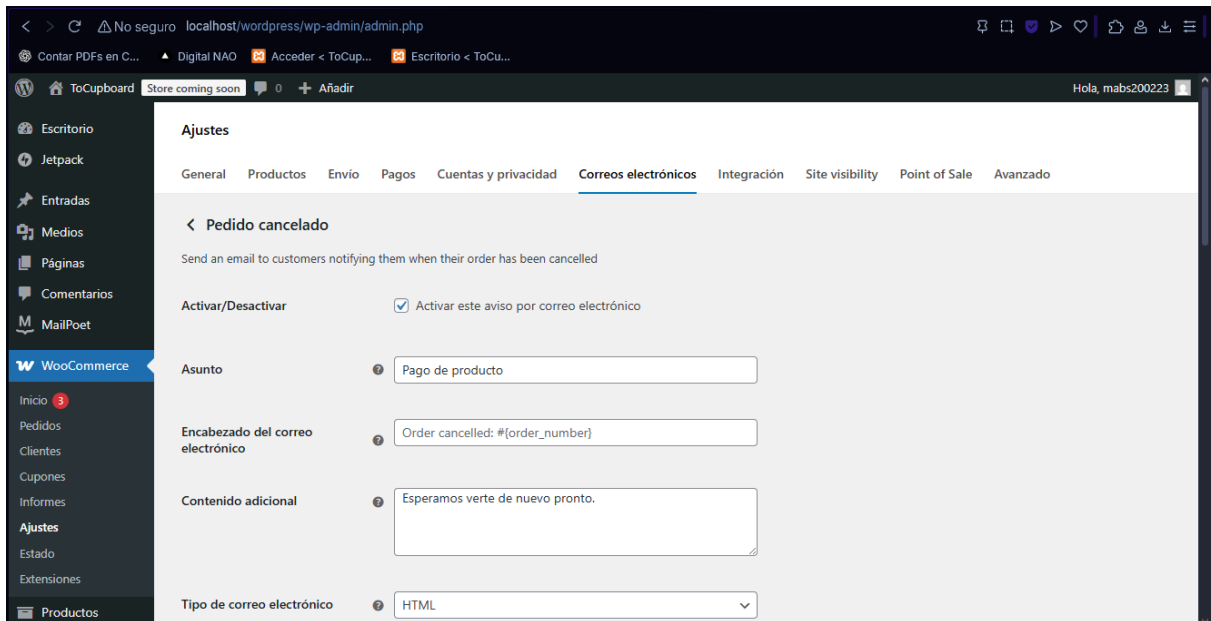 No seguro localhost/wordpress/wp-admin/admin.php
Contar PDFs en C... Digital NAO Acceder < ToCup... Escritorio < ToCu...
ToCupboard Store coming soon 0 + Añadir Hola, mabs200223
Escritorio
Jetpack
Entradas
Medios
Páginas
Comentarios
MailPoet
WooCommerce
Inicio 3
Pedidos
Clientes
Cupones
Informes
Ajustes
Estado
Extensiones
Productos
Ajustes
General Productos Envío Pagos Cuentas y privacidad Correos electrónicos Integración Site visibility Point of Sale Avanzado
< Pedido cancelado
Send an email to customers notifying them when their order has been cancelled
Activar/Desactivar Activar este aviso por correo electrónico
Asunto ? Pago de producto
Encabezado del correo
electrónico ? Order cancelled: #{order_number}
Contenido adicional ? Esperamos verte de nuevo pronto.
Tipo de correo electrónico ? HTML